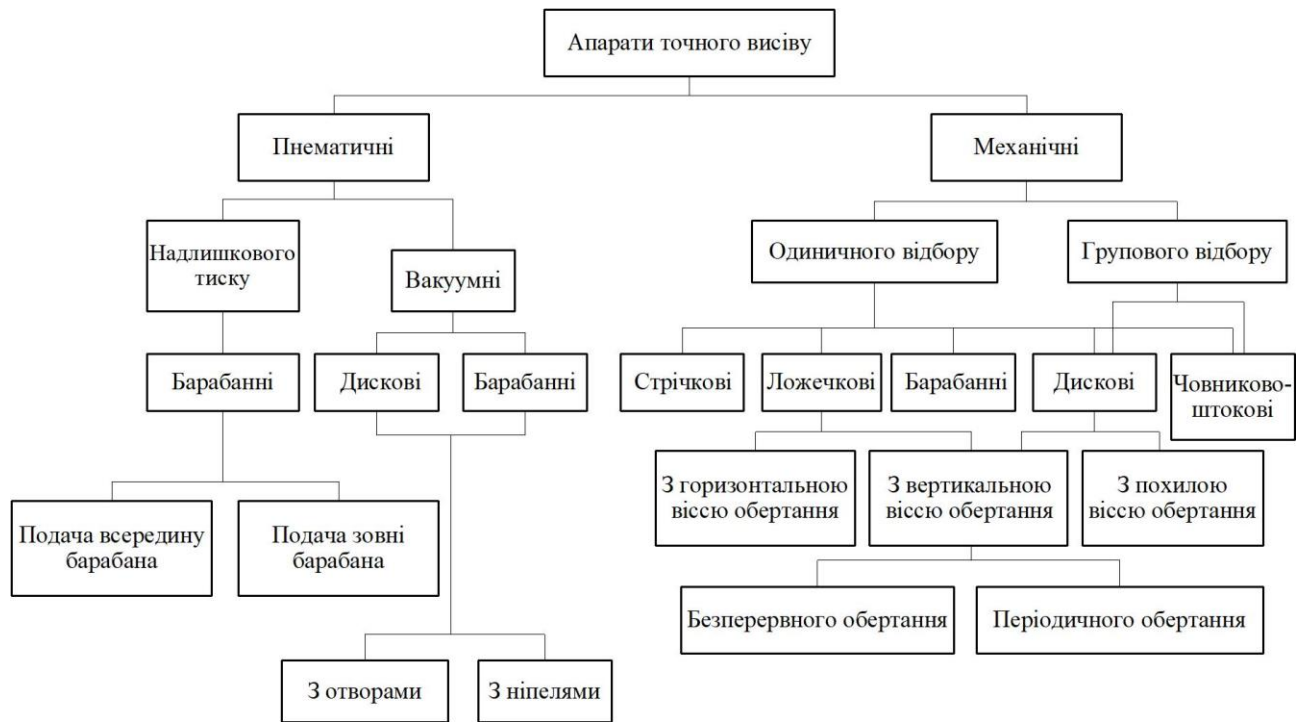 Апарати точного висіву
Пнематичні
Механічні
Надлишкового
тиску
Вакуумні
Одиничного відбору
Групового відбору
Барабанні
Дискові
Барабанні
Стрічкові
Ложечкові
Барабанні
Дискові
Човниково-
штокові
Подача всередину
барабана
Подача зовні
барабана
З горизонтальною
віссю обертання
З вертикальною
віссю обертання
З похилою
віссю обертання
Безперервного обертання
Періодичного обертання
З отворами
З ніпелями